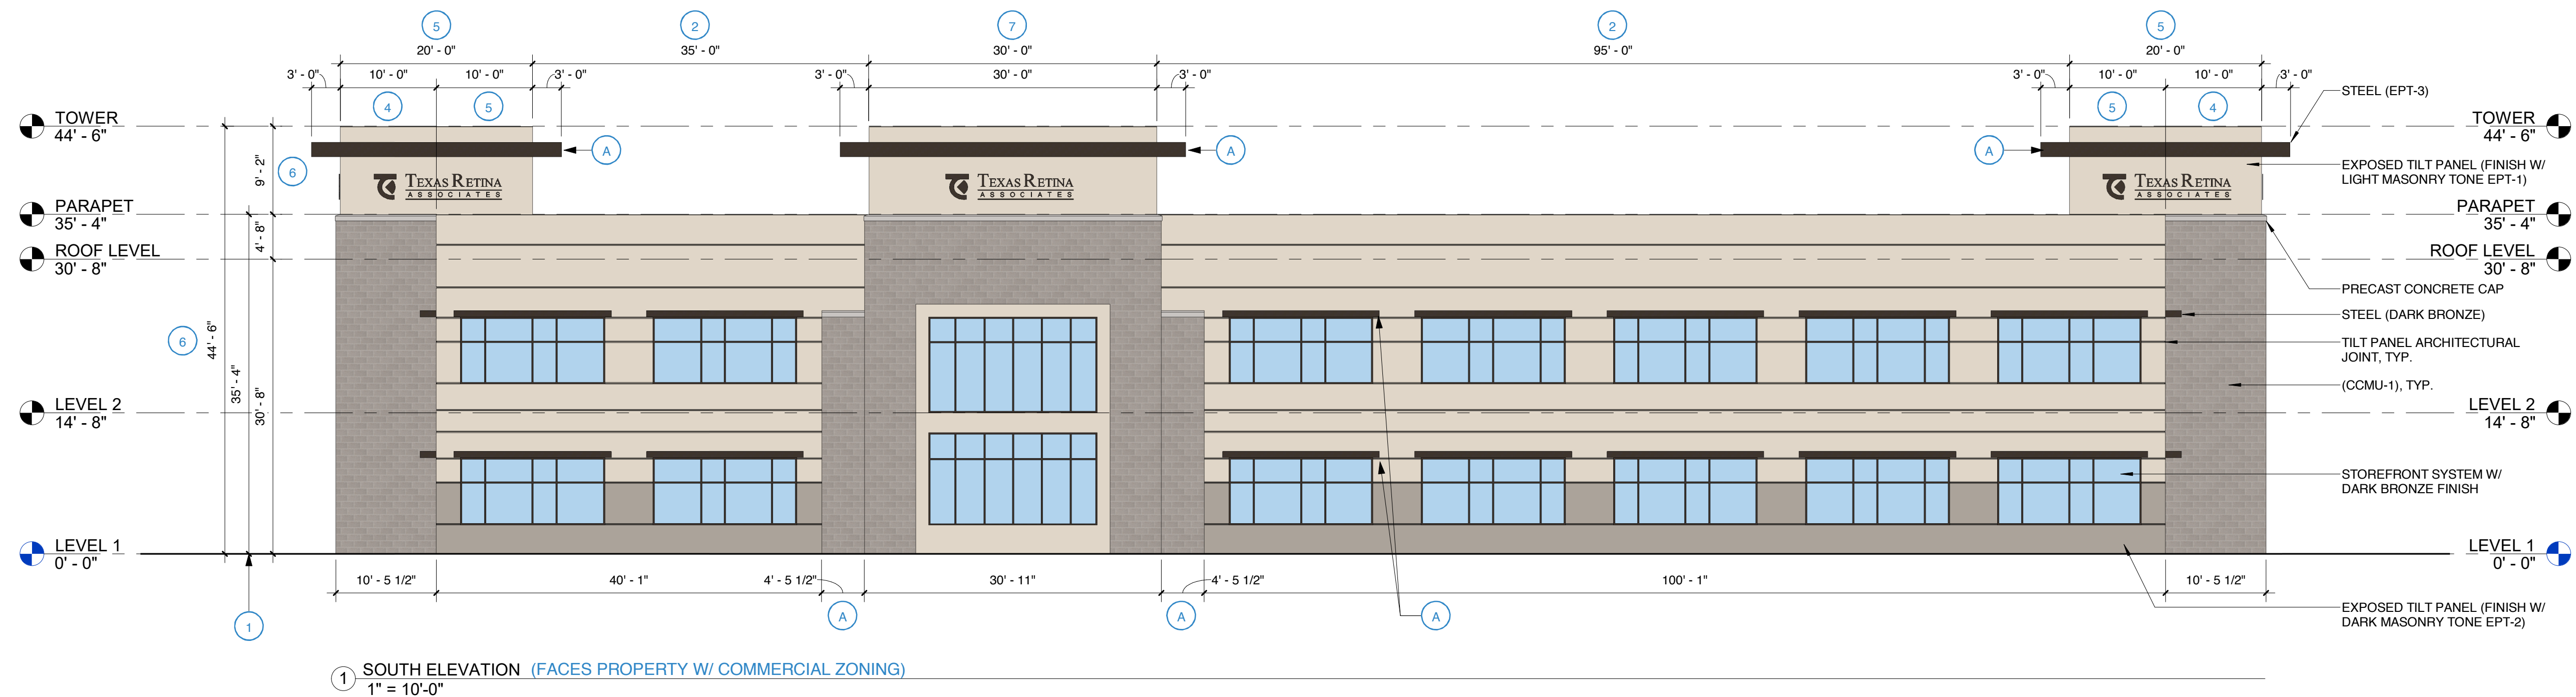 5 2 7 2 5
20' - 0" 35' - 0" 30' - 0" 95' - 0" 20' - 0"
3' - 0" 10' - 0" 10' - 0" 3' - 0" 3' - 0" 30' - 0" 3' - 0" 3' - 0" 10' - 0" 10' - 0" 3' - 0"
4 5 5 4
STEEL (EPT-3)
TOWER
44' - 6"
TOWER
44' - 6"
A A A
9' - 2"
6
EXPOSED TILT PANEL (FINISH W/
LIGHT MASONRY TONE EPT-1)
TEXAS RETINA
ASSOCIATES
TEXAS RETINA
ASSOCIATES
TEXAS RETINA
ASSOCIATES
PARAPET
35' - 4"
PARAPET
35' - 4"
4' - 8"
ROOF LEVEL
30' - 8"
ROOF LEVEL
30' - 8"
PRECAST CONCRETE CAP
STEEL (DARK BRONZE)
6
44' - 6"
35' - 4"
30' - 8"
TILT PANEL ARCHITECTURAL
JOINT, TYP.
(CCMU-1), TYP.
LEVEL 2
14' - 8"
LEVEL 2
14' - 8"
STOREFRONT SYSTEM W/
DARK BRONZE FINISH
LEVEL 1
0' - 0"
LEVEL 1
0' - 0"
10' - 5 1/2" 40' - 1" 4' - 5 1/2" 30' - 11" 4' - 5 1/2" 100' - 1" 10' - 5 1/2"
1 A A A
EXPOSED TILT PANEL (FINISH W/
DARK MASONRY TONE EPT-2)
1 SOUTH ELEVATION (FACES PROPERTY W/ COMMERCIAL ZONING)
1" = 10'-0"